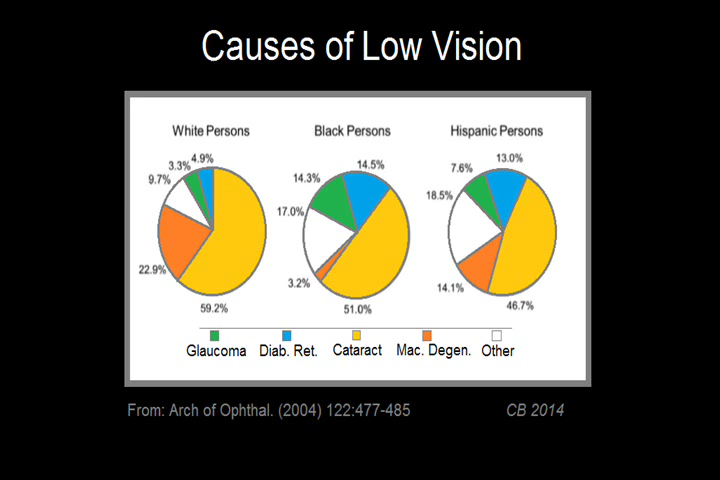 Causes of Low Vision
White Persons
Black Persons
Hispanic Persons
3.3%
4.9%
9.7%
22.9%
59.2%
14.3%
14.5%
17.0%
3.2%
51.0%
7.6%
13.0%
18.5%
14.1%
46.7%
Glaucoma Diab. Ret. Cataract Mac. Degen. Other
From: Arch of Ophthal. (2004) 122:477-485
CB 2014